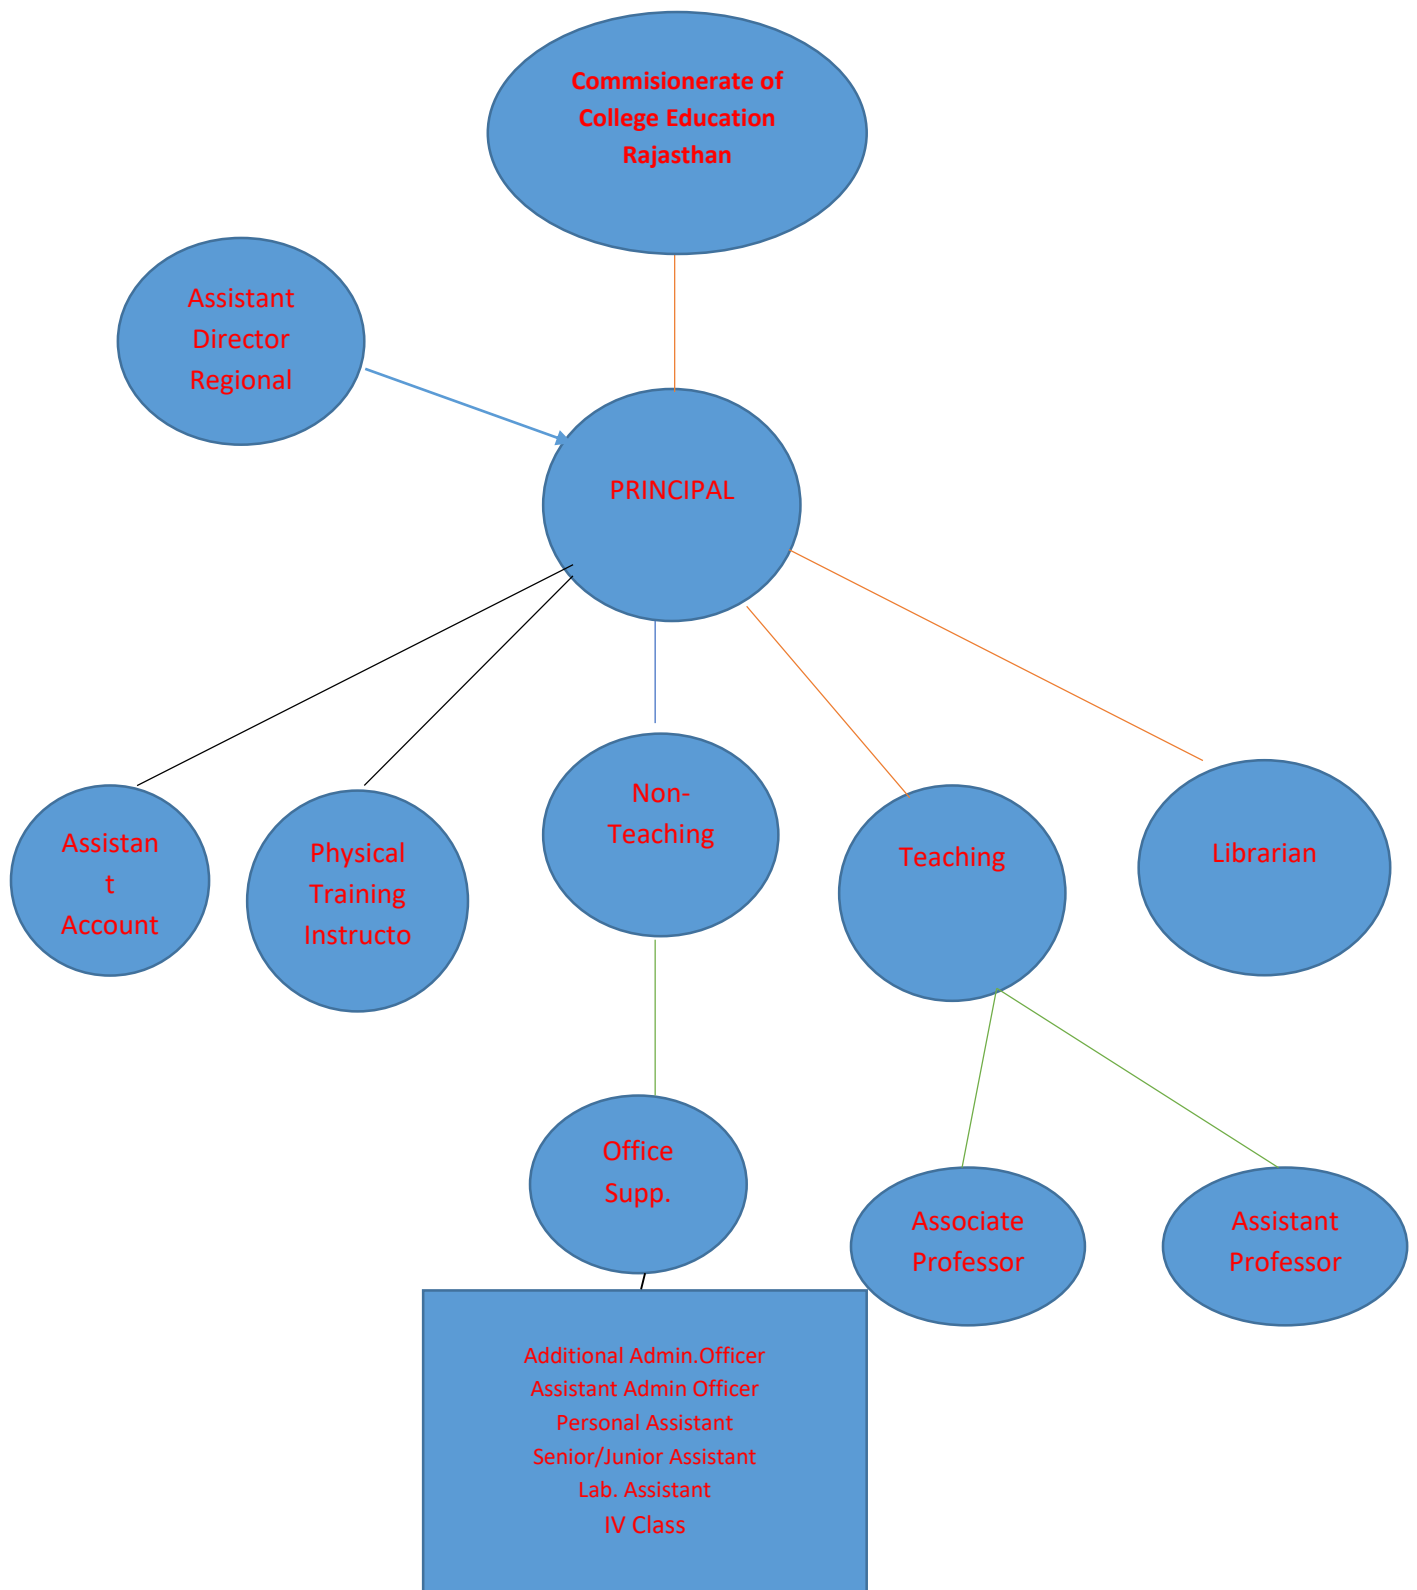 Commisionerate of
College Education
Rajasthan
Assistant
Director
Regional
PRINCIPAL
Assistan
t
Account
Physical
Training
Instructo
Non-
Teaching
Teaching
Librarian
Office
Supp.
Associate
Professor
Assistant
Professor
Additional Admin.Officer
Assistant Admin Officer
Personal Assistant
Senior/Junior Assistant
Lab. Assistant
IV Class